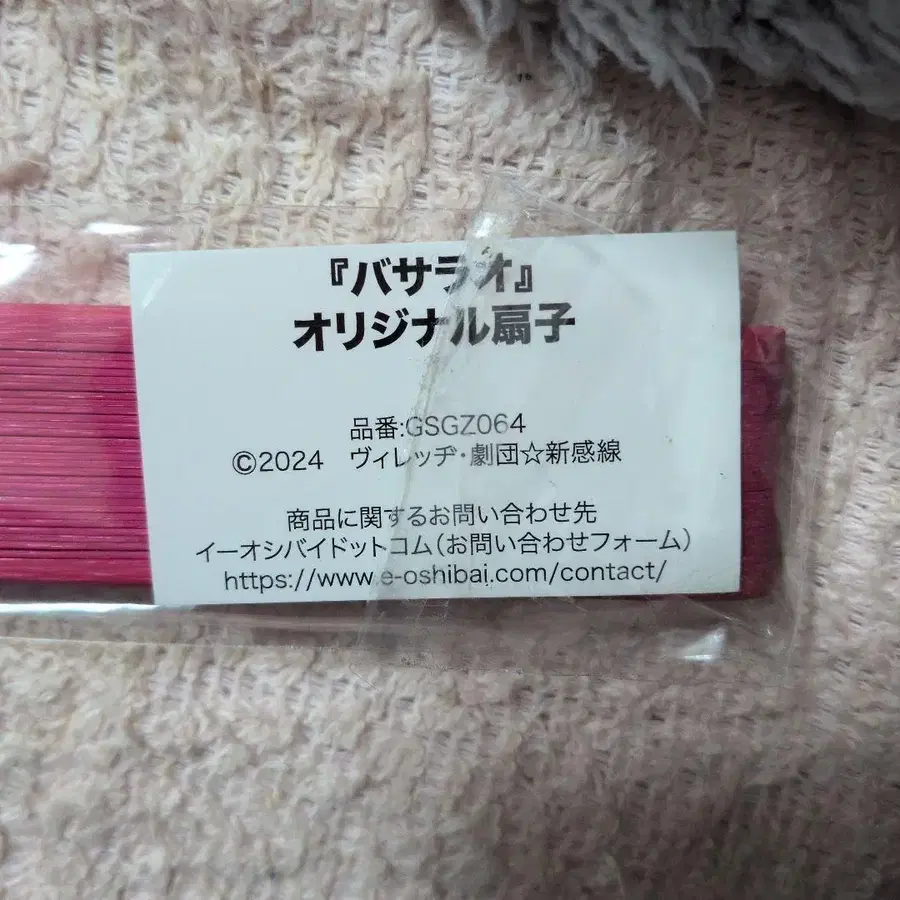 『バサラオ』
オリジナル扇子
品番:GSGZ064
©2024 ヴィレッヂ・劇団☆新感線
商品に関するお問い合わせ先
イーオシバイドットコム(お問い合わせフォーム)
https://www.e-oshibai.com/contact/